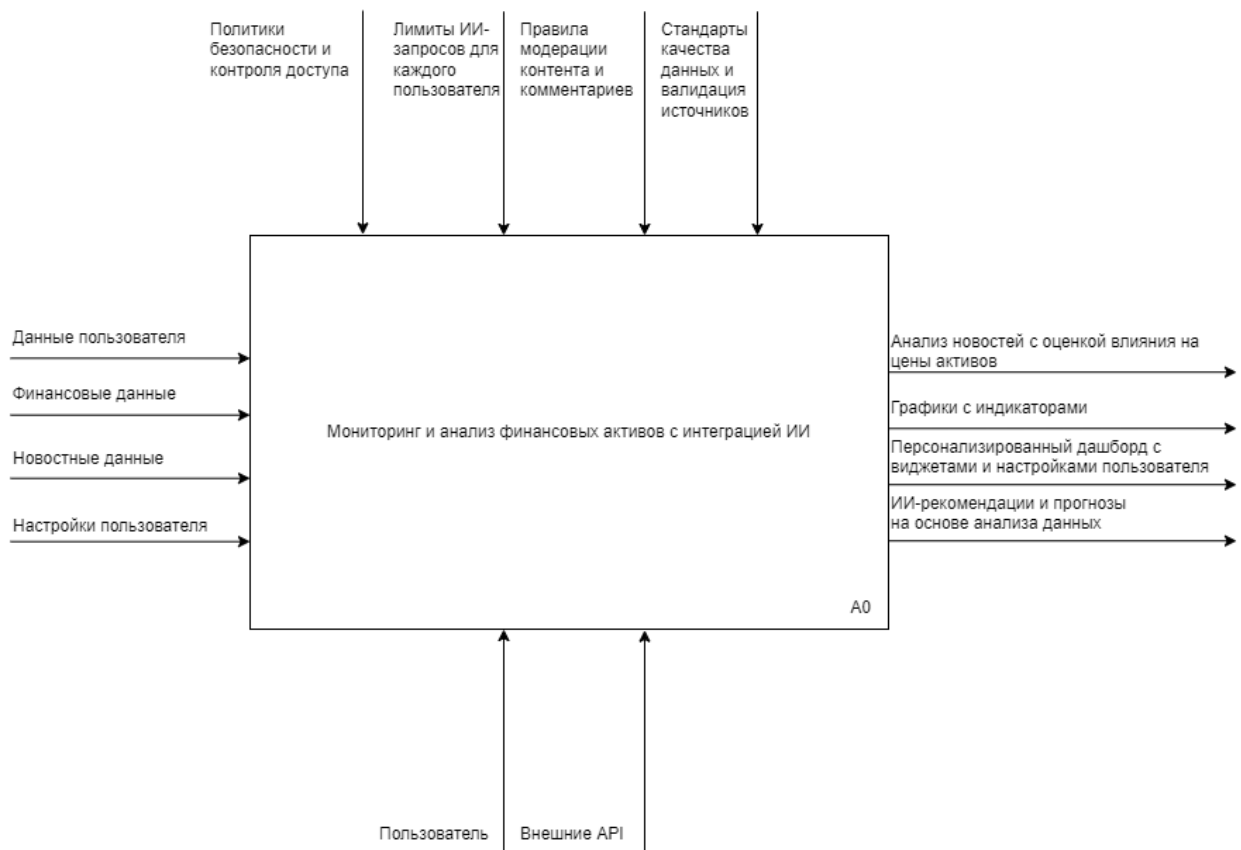 Политики
безопасности и
контроля доступа
Лимиты ИИ-
запросов для
каждого
пользователя
Правила
модерации
контента и
комментариев
Стандарты
качества
данных и
валидация
источников
Данные пользователя
Финансовые данные
Новостные данные
Настройки пользователя
Мониторинг и анализ финансовых активов с интеграцией ИИ
A0
Анализ новостей с оценкой влияния на
цены активов
Графики с индикаторами
Персонализированный дашборд с
виджетами и настройками пользователя
ИИ-рекомендации и прогнозы
на основе анализа данных
Пользователь
Внешние API